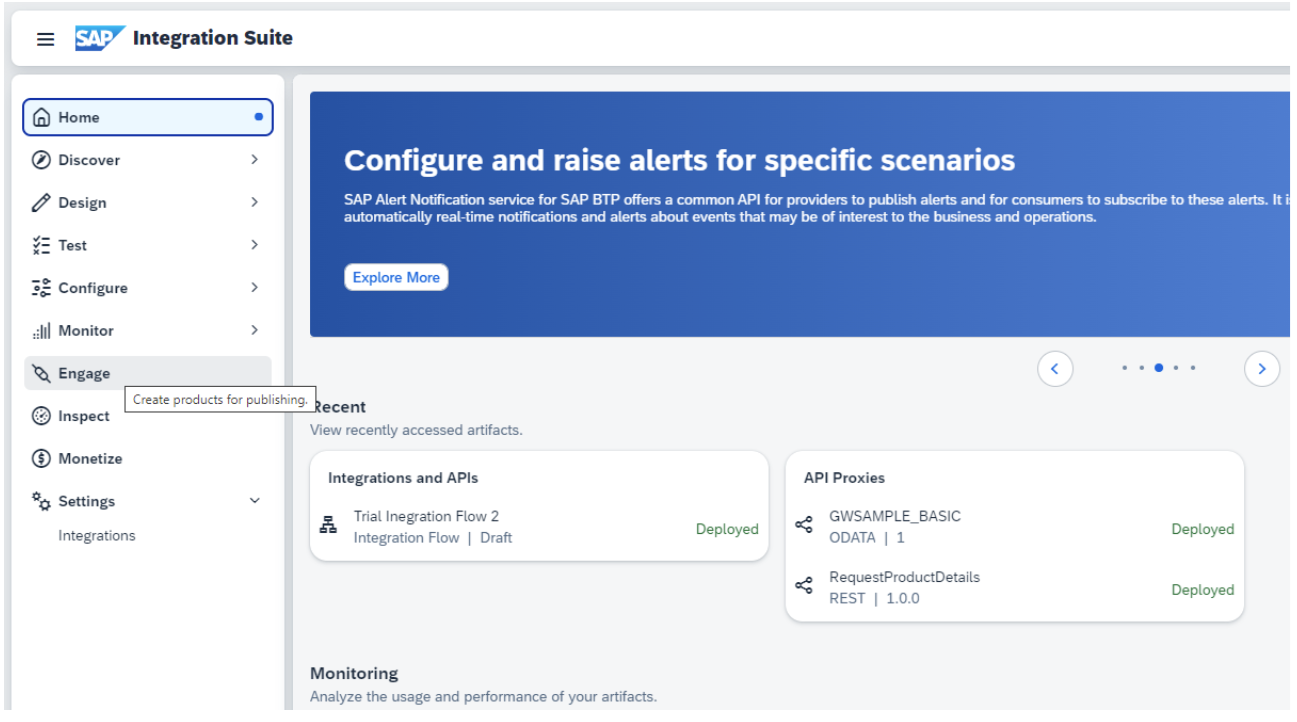 SAP Integration Suite
Home
Discover
Design
Test
Configure
Monitor
Engage
Create products for publishing.
Inspect
Monetize
Settings
Integrations
Configure and raise alerts for specific scenarios
SAP Alert Notification service for SAP BTP offers a common API for providers to publish alerts and for consumers to subscribe to these alerts. It
automatically real-time notifications and alerts about events that may be of interest to the business and operations.
Explore More
Recent
View recently accessed artifacts.
Integrations and APIs
Trial Inegration Flow 2
Integration Flow | Draft
Deployed
API Proxies
GWSAMPLE_BASIC
ODATA | 1
Deployed
RequestProductDetails
REST | 1.0.0
Deployed
Monitoring
Analyze the usage and performance of your artifacts.